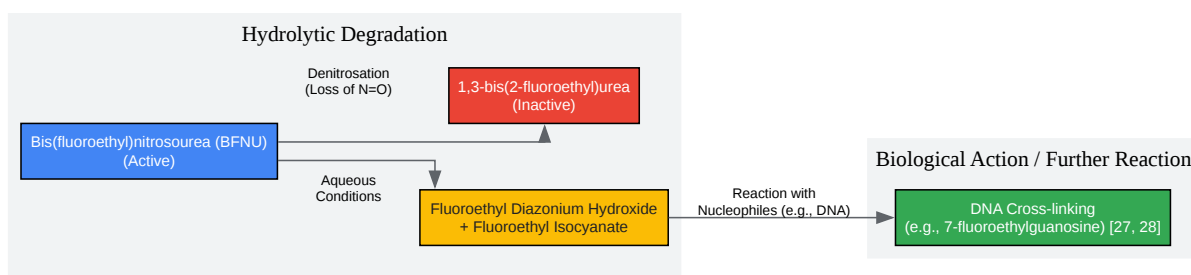 Hydrolytic Degradation
Denitrosation
(Loss of N=O)
1,3-bis(2-fluoroethyl)urea
(Inactive)
Bis(fluoroethyl)nitrosourea (BFNU)
(Active)
Aqueous
Conditions
Fluoroethyl Diazonium Hydroxide
+ Fluoroethyl Isocyanate
Reaction with
Nucleophiles (e.g., DNA)
Biological Action / Further Reaction
DNA Cross-linking
(e.g., 7-fluoroethylguanosine) [27, 28]